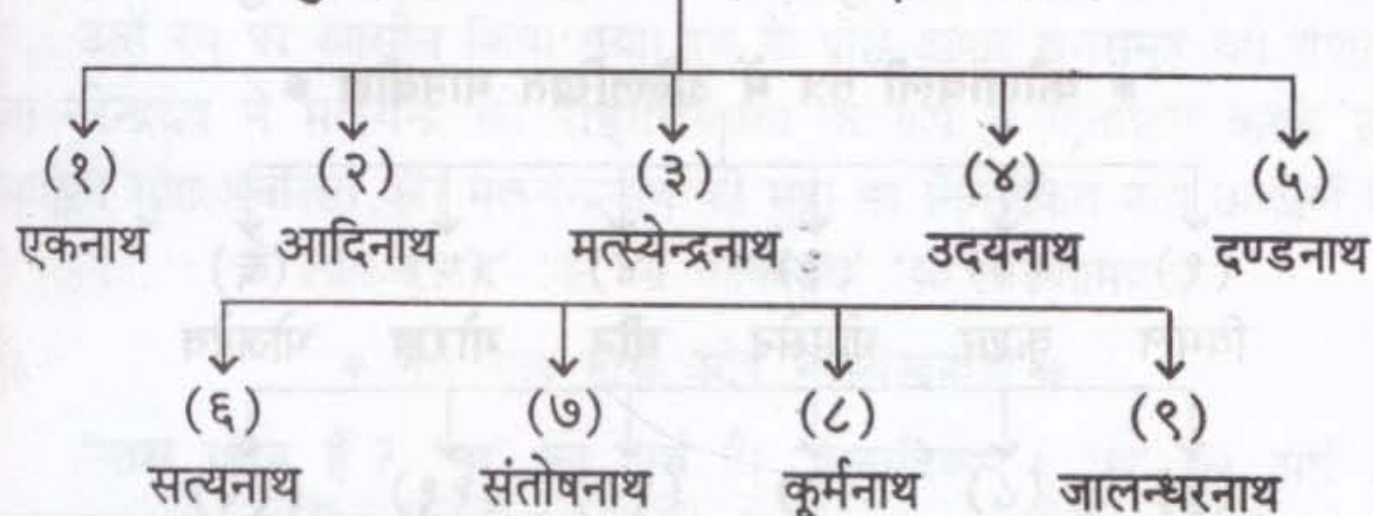 (१) (२) (३) (४) (५)
एकनाथ आदिनाथ मत्स्येन्द्रनाथ उदयनाथ दण्डनाथ
(६) (७) (८) (९)
सत्यनाथ संतोषनाथ कूर्मनाथ जालन्धरनाथ